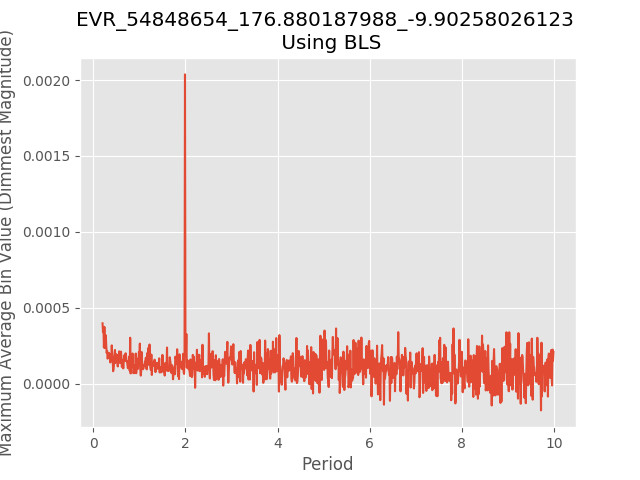 EVR_54848654_176.880187988_-9.90258026123
Using BLS
Maximum Average Bin Value (Dimmest Magnitude)
0.0020
0.0015
0.0010
0.0005
0.0000
0 2 4 6 8 10
Period